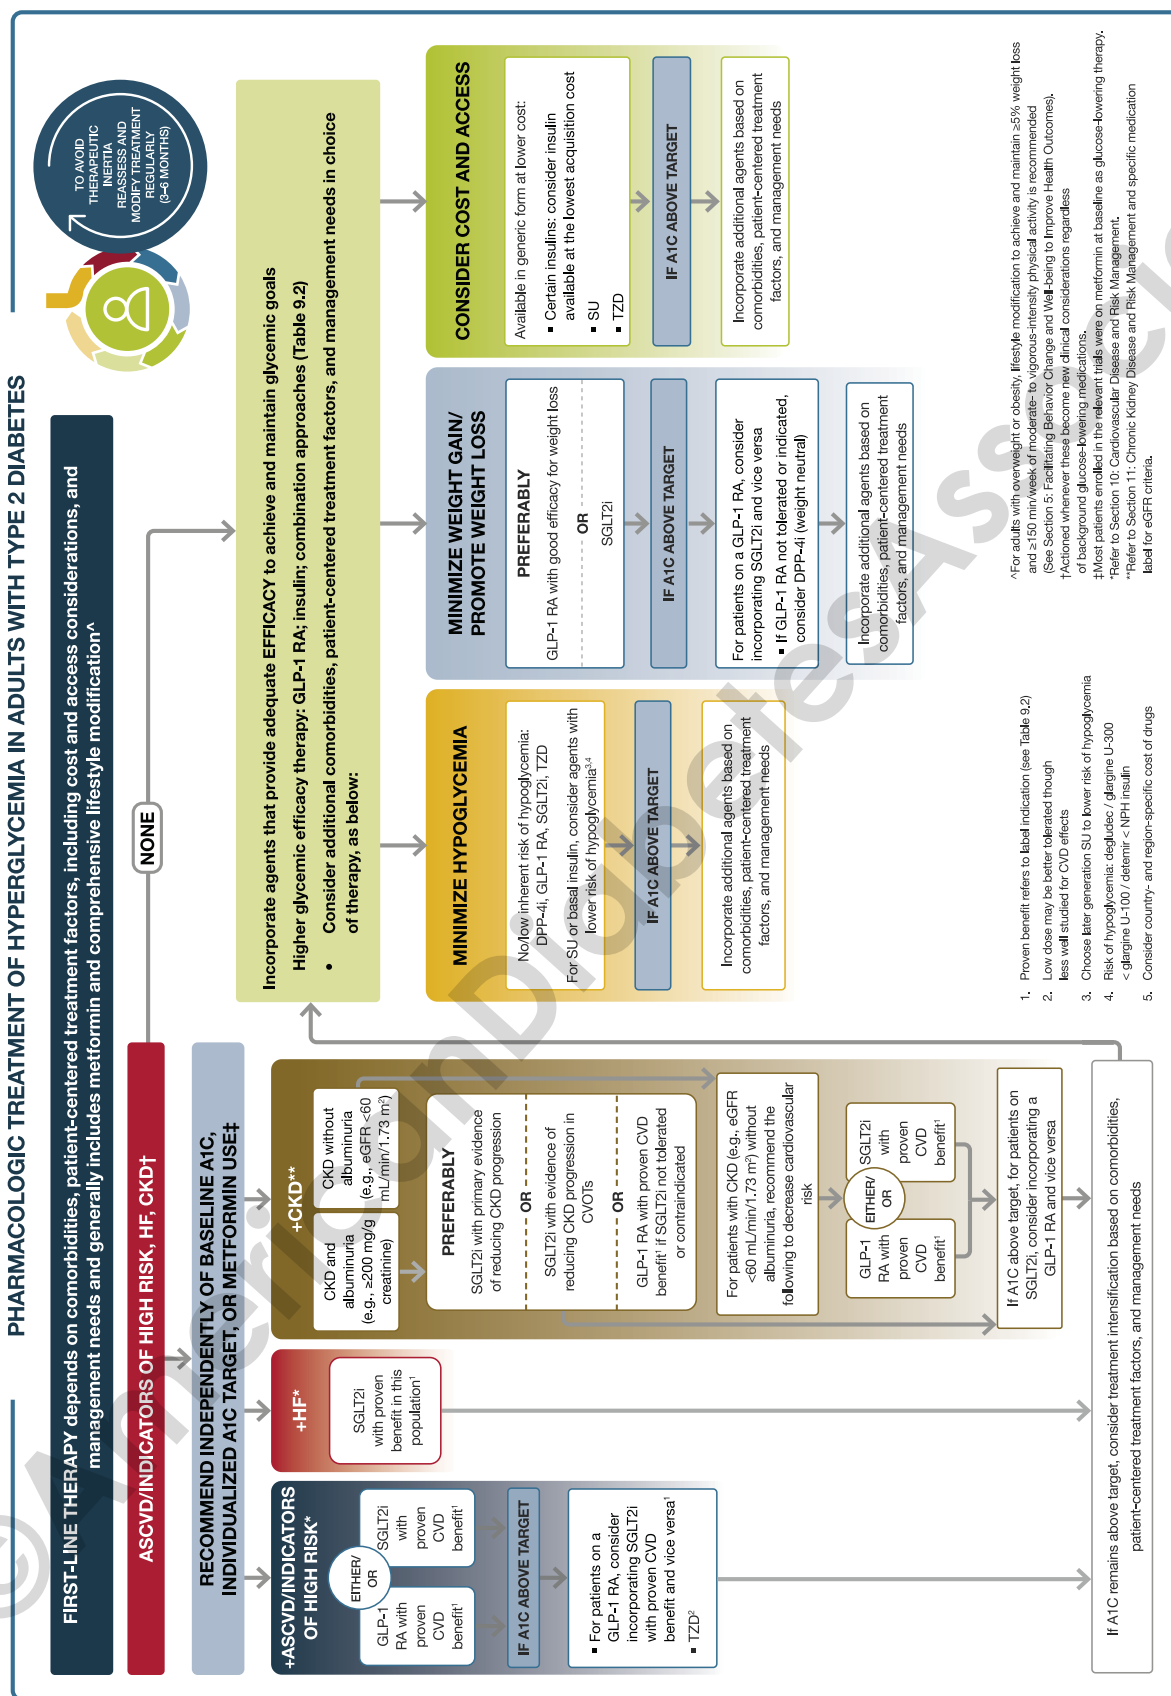 PHARMACOLOGIC TREATMENT OF HYPERGLYCEMIA IN ADULTS WITH TYPE 2 DIABETES
TO AVOID
THERAPEUTIC
INERTIA
REASSESS AND
MODIFY TREATMENT
REGULARLY
(3–6 MONTHS)
FIRST-LINE THERAPY depends on comorbidities, patient-centered treatment factors, including cost and access considerations, and
management needs and generally includes metformin and comprehensive lifestyle modification^
ASCVD/INDICATORS OF HIGH RISK, HF, CKD†
NONE
RECOMMEND INDEPENDENTLY OF BASELINE A1C,
INDIVIDUALIZED A1C TARGET, OR METFORMIN USE‡
+ASCVD/INDICATORS
OF HIGH RISK*
EITHER/
OR
GLP-1
RA with
proven
CVD
benefit¹
SGLT2i
with
proven
CVD
benefit¹
IF A1C ABOVE TARGET
▪ For patients on a
GLP-1 RA, consider
incorporating SGLT2i
with proven CVD
benefit and vice versa¹
▪ TZD²
+HF*
SGLT2i
with proven
benefit in this
population¹
+CKD**
CKD and
albuminuria
(e.g., ≥200 mg/g
creatinine)
CKD without
albuminuria
(e.g., eGFR <60
mL/min/1.73 m²)
PREFERABLY
SGLT2i with primary evidence
of reducing CKD progression
OR
SGLT2i with evidence of
reducing CKD progression in
CVOTs
OR
GLP-1 RA with proven CVD
benefit¹ if SGLT2i not tolerated
or contraindicated
For patients with CKD (e.g., eGFR
<60 mL/min/1.73 m²) without
albuminuria, recommend the
following to decrease cardiovascular
risk
EITHER/
OR
GLP-1
RA with
proven
CVD
benefit¹
SGLT2i
with
proven
CVD
benefit¹
If A1C above target, for patients on
SGLT2i, consider incorporating a
GLP-1 RA and vice versa
If A1C remains above target, consider treatment intensification based on comorbidities,
patient-centered treatment factors, and management needs
Incorporate agents that provide adequate EFFICACY to achieve and maintain glycemic goals
Higher glycemic efficacy therapy: GLP-1 RA; insulin; combination approaches (Table 9.2)
• Consider additional comorbidities, patient-centered treatment factors, and management needs in choice
of therapy, as below:
MINIMIZE HYPOGLYCEMIA
No/low inherent risk of hypoglycemia:
DPP-4i, GLP-1 RA, SGLT2i, TZD
For SU or basal insulin, consider agents with
lower risk of hypoglycemia³,⁴
IF A1C ABOVE TARGET
Incorporate additional agents based on
comorbidities, patient-centered treatment
factors, and management needs
MINIMIZE WEIGHT GAIN/
PROMOTE WEIGHT LOSS
PREFERABLY
GLP-1 RA with good efficacy for weight loss
OR
SGLT2i
IF A1C ABOVE TARGET
For patients on a GLP-1 RA, consider
incorporating SGLT2i and vice versa
▪ If GLP-1 RA not tolerated or indicated,
consider DPP-4i (weight neutral)
Incorporate additional agents based on
comorbidities, patient-centered treatment
factors, and management needs
CONSIDER COST AND ACCESS
Available in generic form at lower cost:
▪ Certain insulins: consider insulin
available at the lowest acquisition cost
▪ SU
▪ TZD
IF A1C ABOVE TARGET
Incorporate additional agents based on
comorbidities, patient-centered treatment
factors, and management needs
1. Proven benefit refers to label indication (see Table 9.2)
2. Low dose may be better tolerated though
less well studied for CVD effects
3. Choose later generation SU to lower risk of hypoglycemia
4. Risk of hypoglycemia: degludec / glargine U-300
< glargine U-100 / detemir < NPH insulin
5. Consider country- and region-specific cost of drugs
^For adults with overweight or obesity, lifestyle modification to achieve and maintain ≥5% weight loss
and ≥150 min/week of moderate- to vigorous-intensity physical activity is recommended
(See Section 5: Facilitating Behavior Change and Well-being to Improve Health Outcomes).
†Actioned whenever these become new clinical considerations regardless
of background glucose-lowering medications.
‡Most patients enrolled in the relevant trials were on metformin at baseline as glucose-lowering therapy.
*Refer to Section 10: Cardiovascular Disease and Risk Management.
**Refer to Section 11: Chronic Kidney Disease and Risk Management and specific medication
label for eGFR criteria.